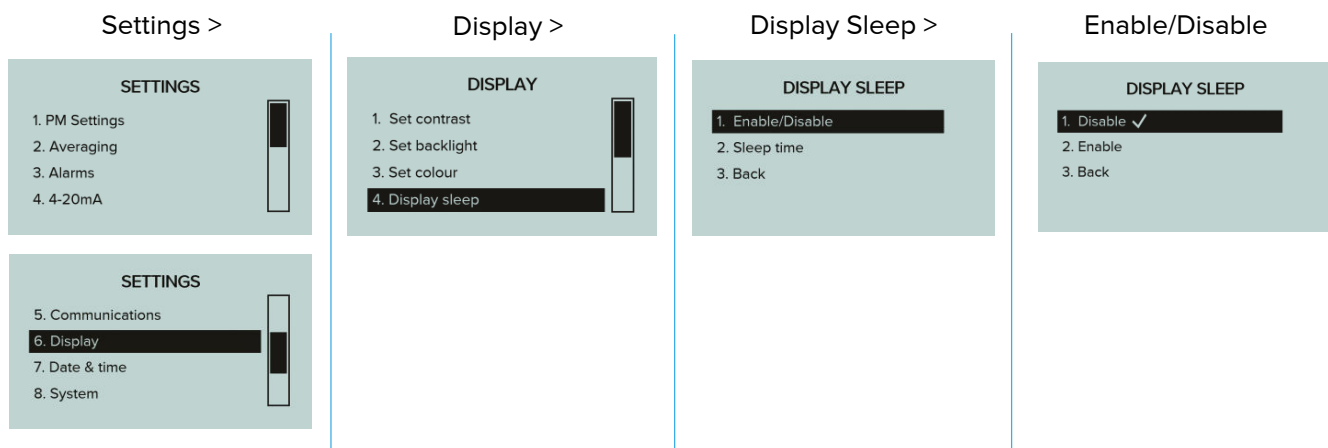 Settings >
SETTINGS
1. PM Settings
2. Averaging
3. Alarms
4. 4-20mA
SETTINGS
5. Communications
6. Display
7. Date & time
8. System
Display >
DISPLAY
1. Set contrast
2. Set backlight
3. Set colour
4. Display sleep
Display Sleep >
DISPLAY SLEEP
1. Enable/Disable
2. Sleep time
3. Back
Enable/Disable
DISPLAY SLEEP
1. Disable ✓
2. Enable
3. Back